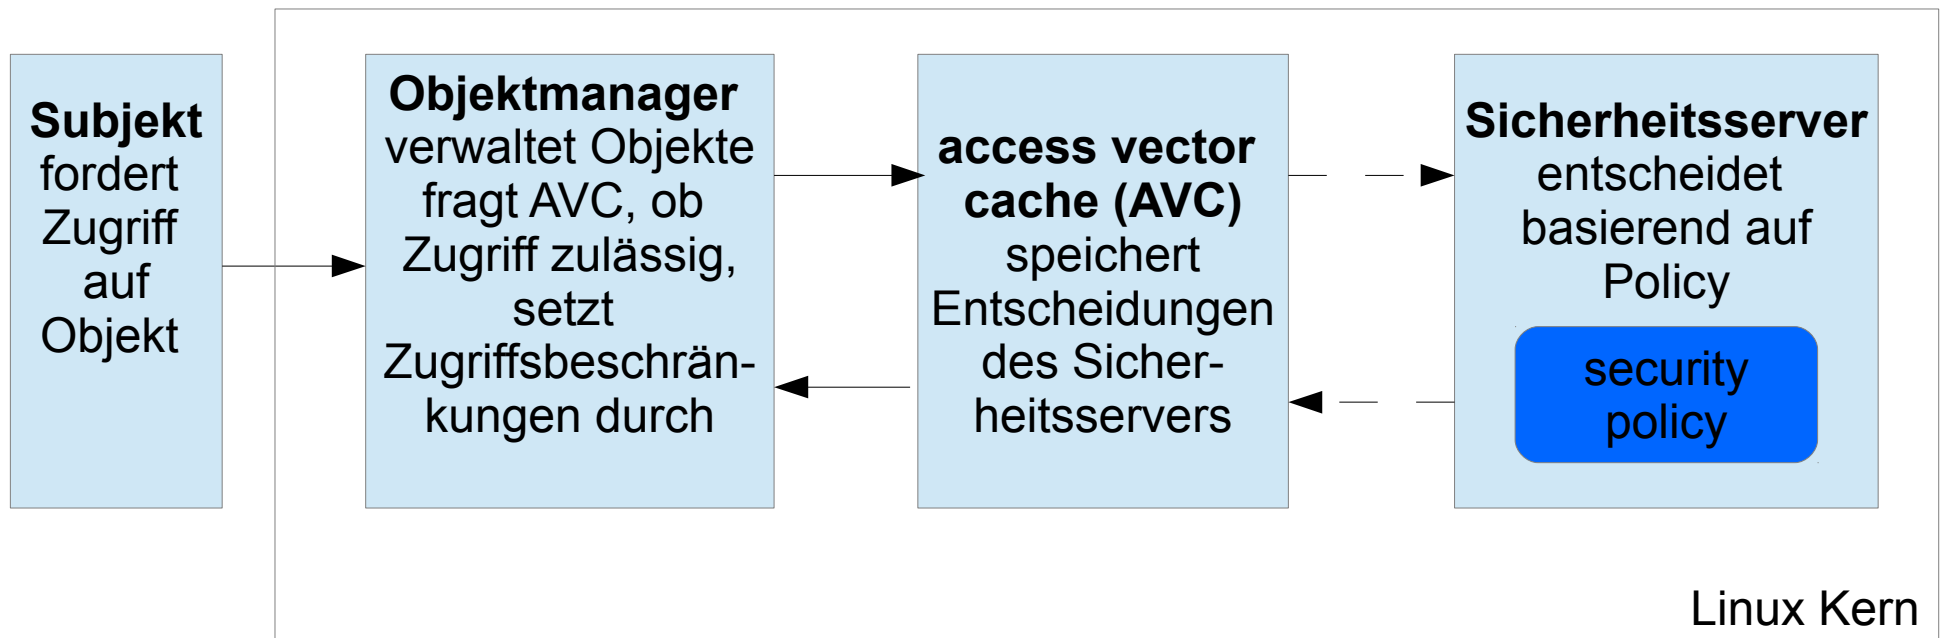 Subjekt
fordert
Zugriff
auf
Objekt
Objektmanager
verwaltet Objekte
fragt AVC, ob
Zugriff zulässig,
setzt
Zugriffsbeschrän-
kungen durch
access vector
cache (AVC)
speichert
Entscheidungen
des Sicher-
heitsservers
Sicherheitsserver
entscheidet
basierend auf
Policy
security
policy
Linux Kern